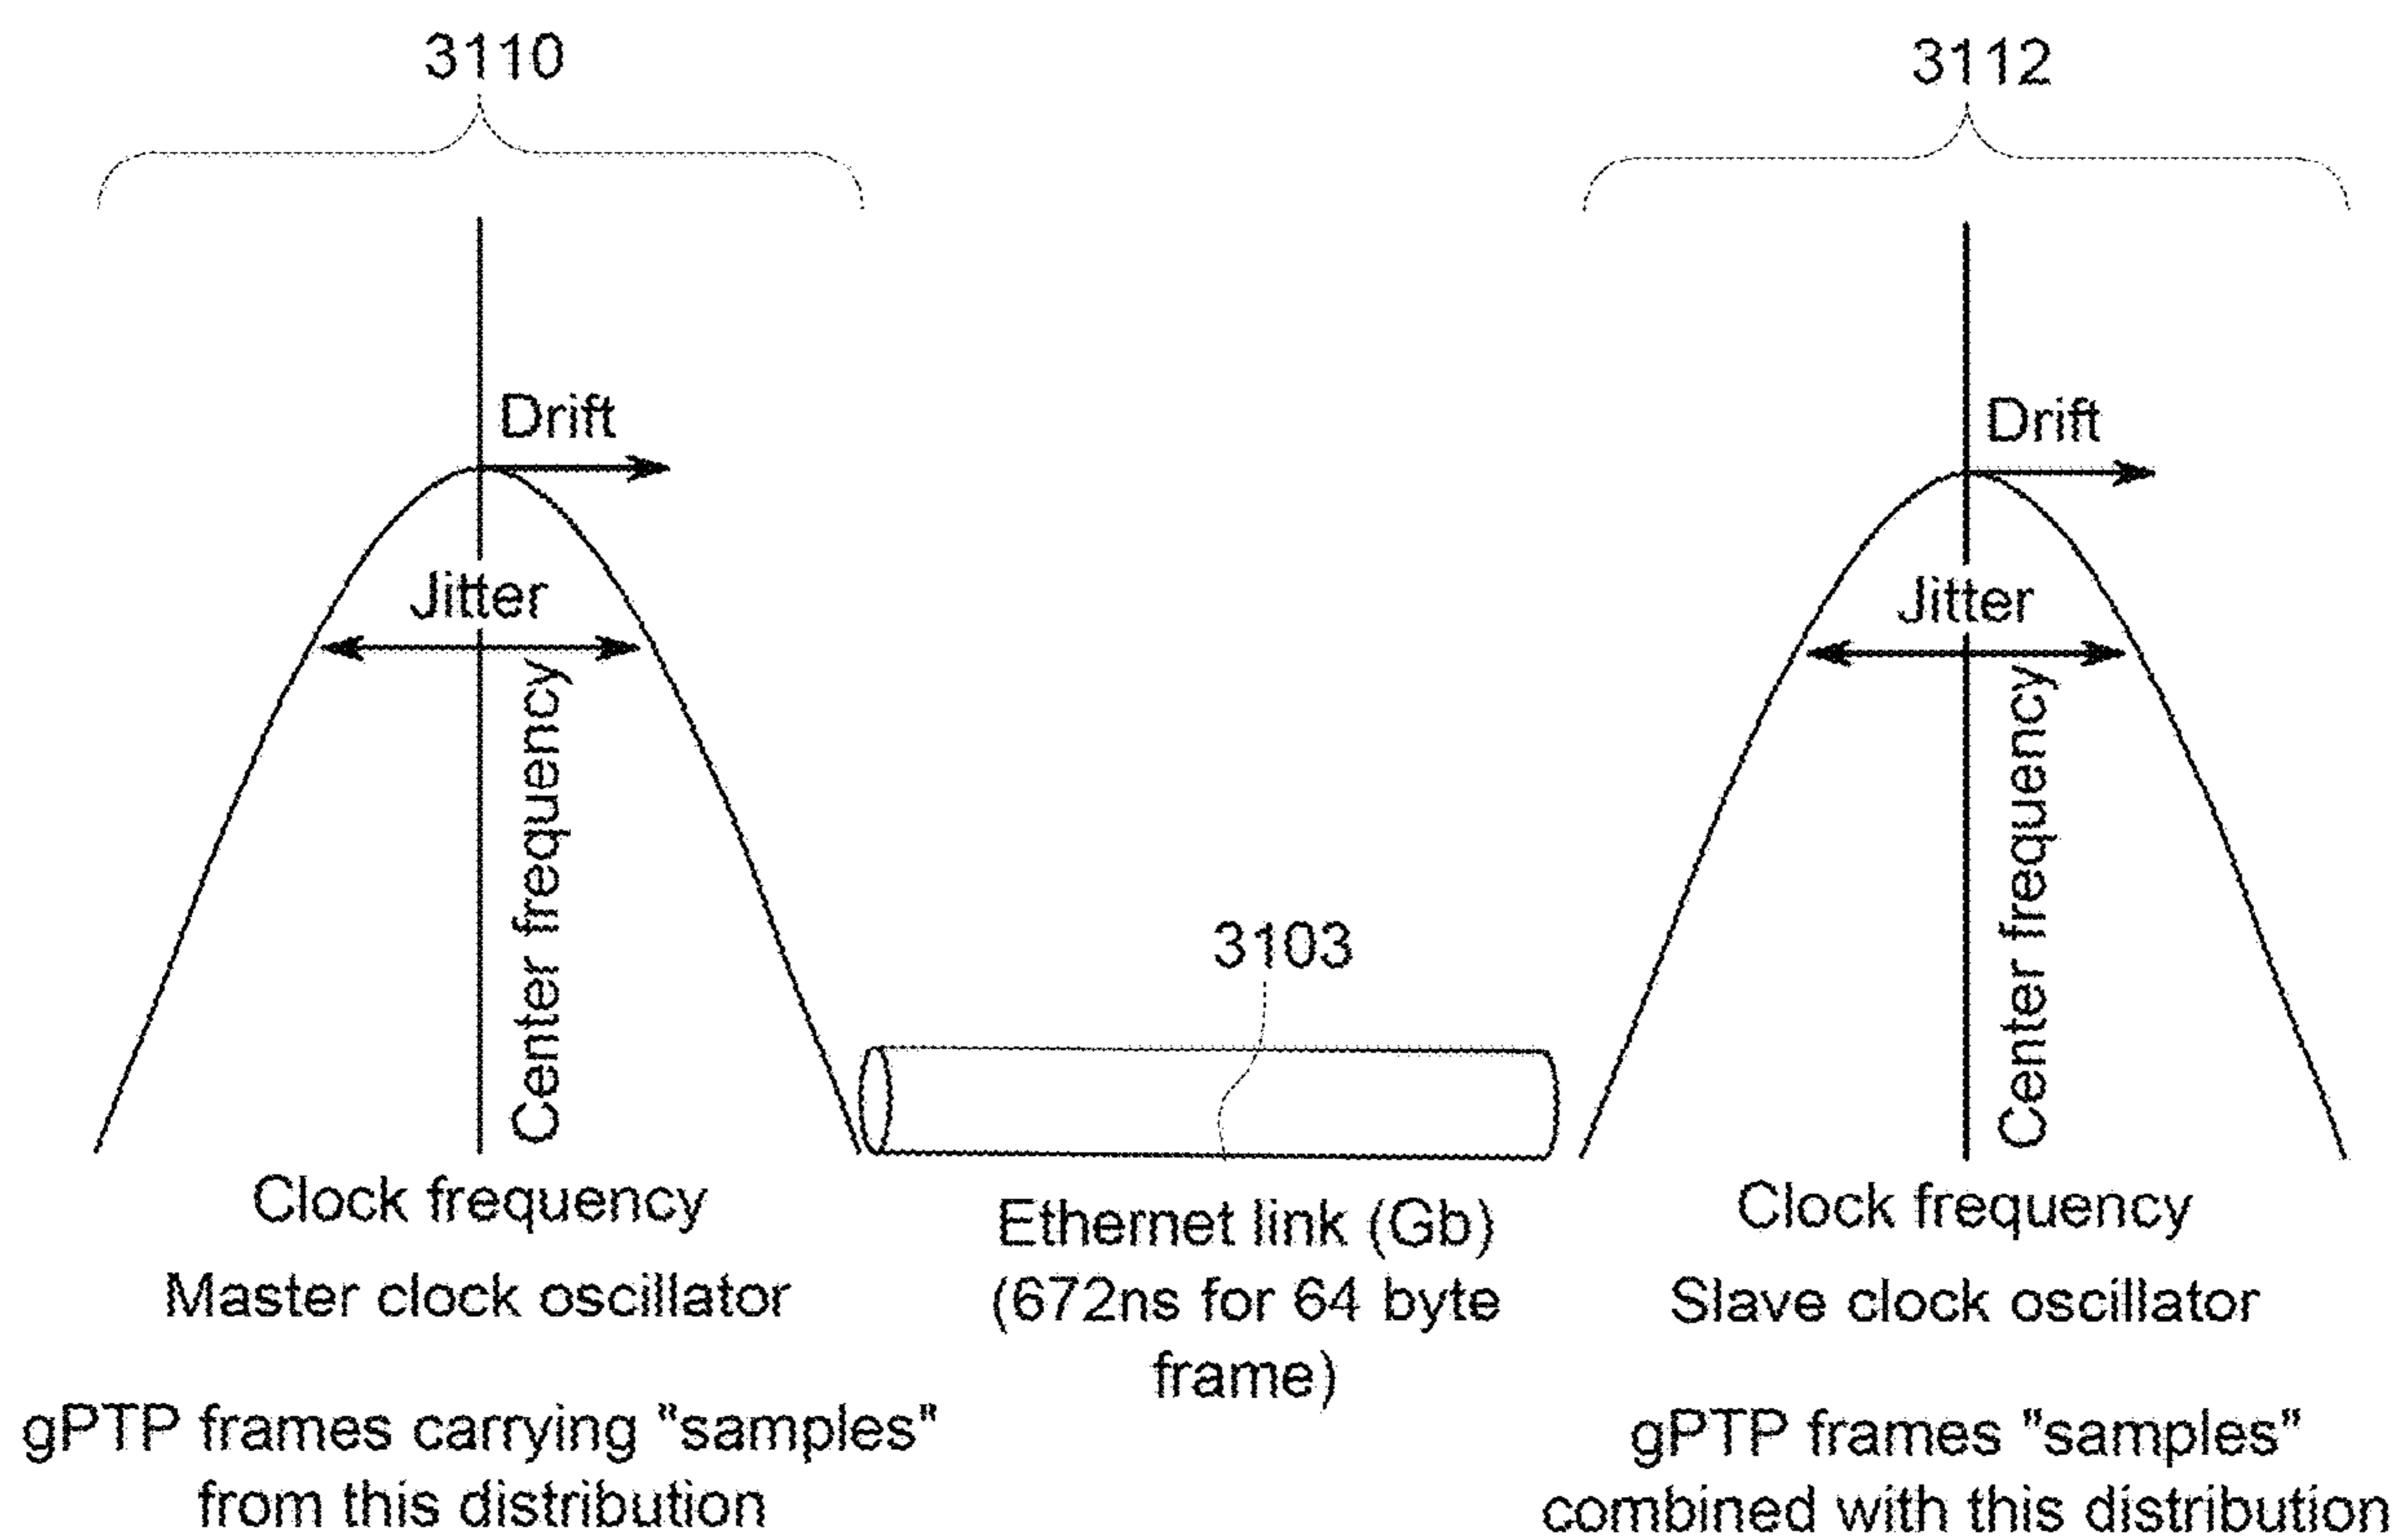 3110
3112
Drift
Drift
Jitter
Jitter
Center frequency
Center frequency
3103
Clock frequency
Master clock oscillator
gPTP frames carrying "samples"
from this distribution
Ethernet link (Gb)
(672ns for 64 byte
frame)
Clock frequency
Slave clock oscillator
gPTP frames "samples"
combined with this distribution